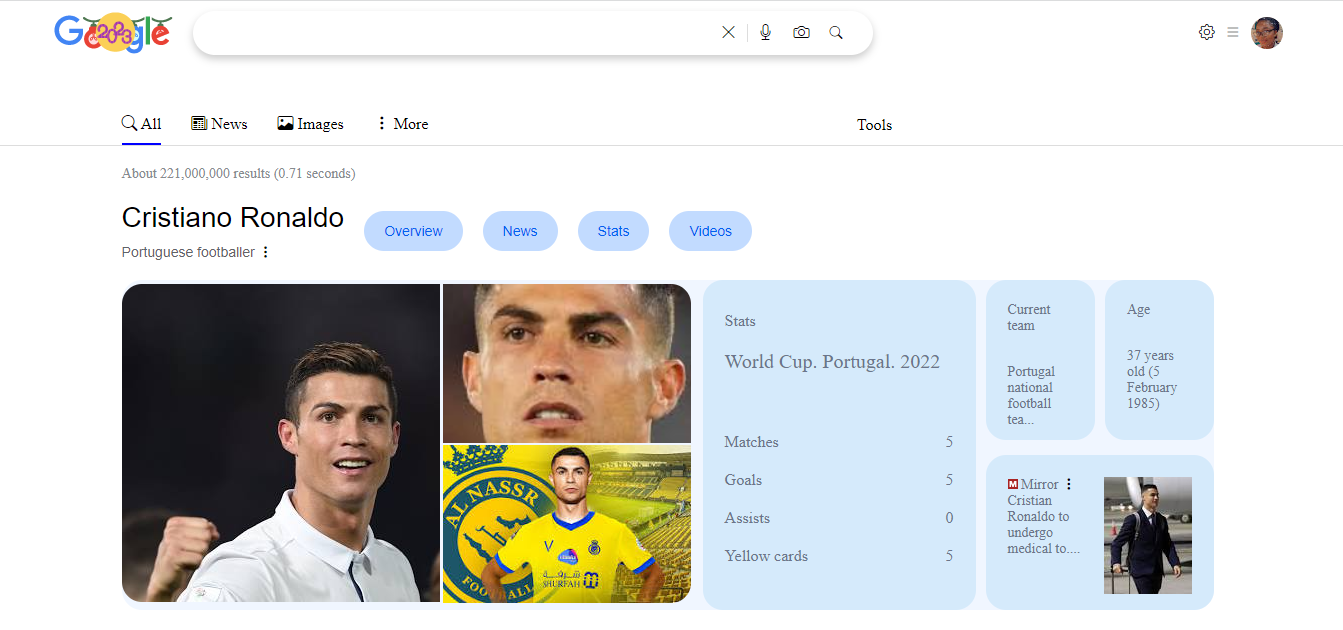 Google 2023
All News Images More Tools
About 221,000,000 results (0.71 seconds)
Cristiano Ronaldo
Overview News Stats Videos
Portuguese footballer
AL NASSR
FOOTBALL
شركة
SHURFAH
Stats
World Cup. Portugal. 2022
Matches 5
Goals 5
Assists 0
Yellow cards 5
Current
team
Portugal
national
football
tea...
Age
37 years
old (5
February
1985)
M Mirror
Cristian
Ronaldo to
undergo
medical to....